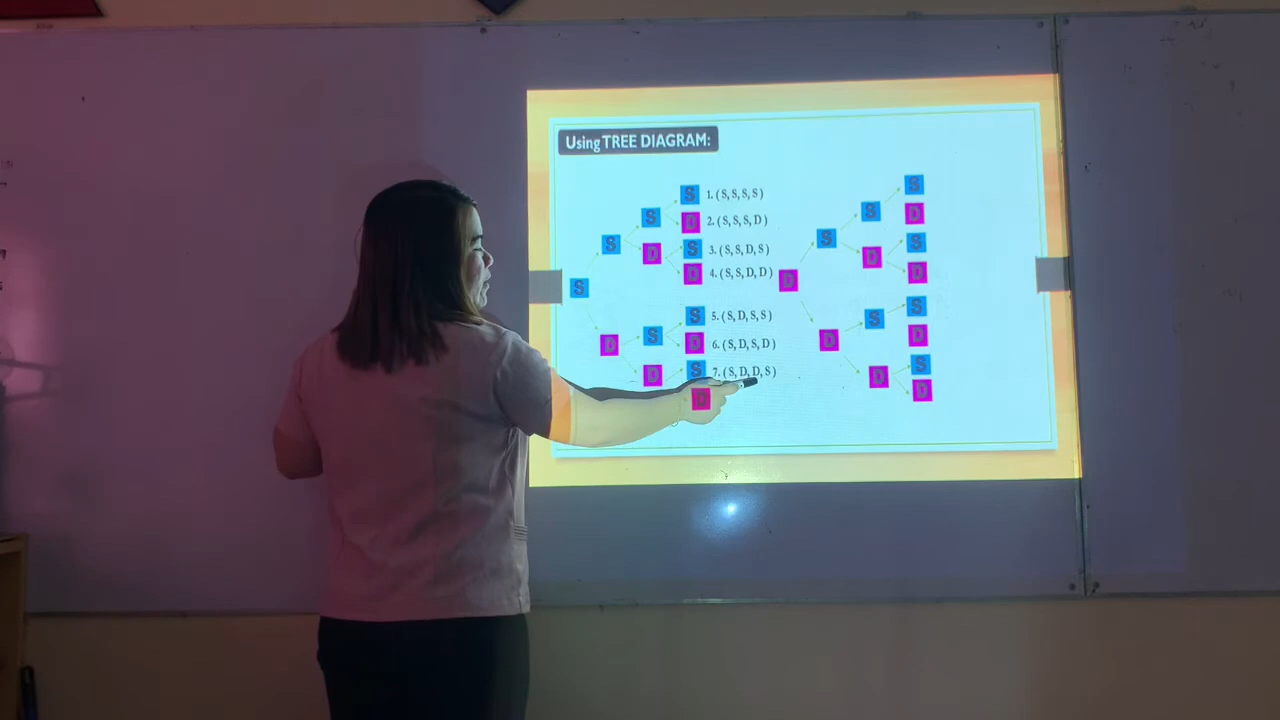 Using TREE DIAGRAM:
S 1. ( S, S, S, S )
S D 2. ( S, S, S, D )
S D S 3. ( S, S, D, S )
D 4. ( S, S, D, D )
S
S 5. ( S, D, S, S )
D S D 6. ( S, D, S, D )
D S 7. ( S, D, D, S )
D
S
S D
S D S
D D
S S
D S D
D S
D